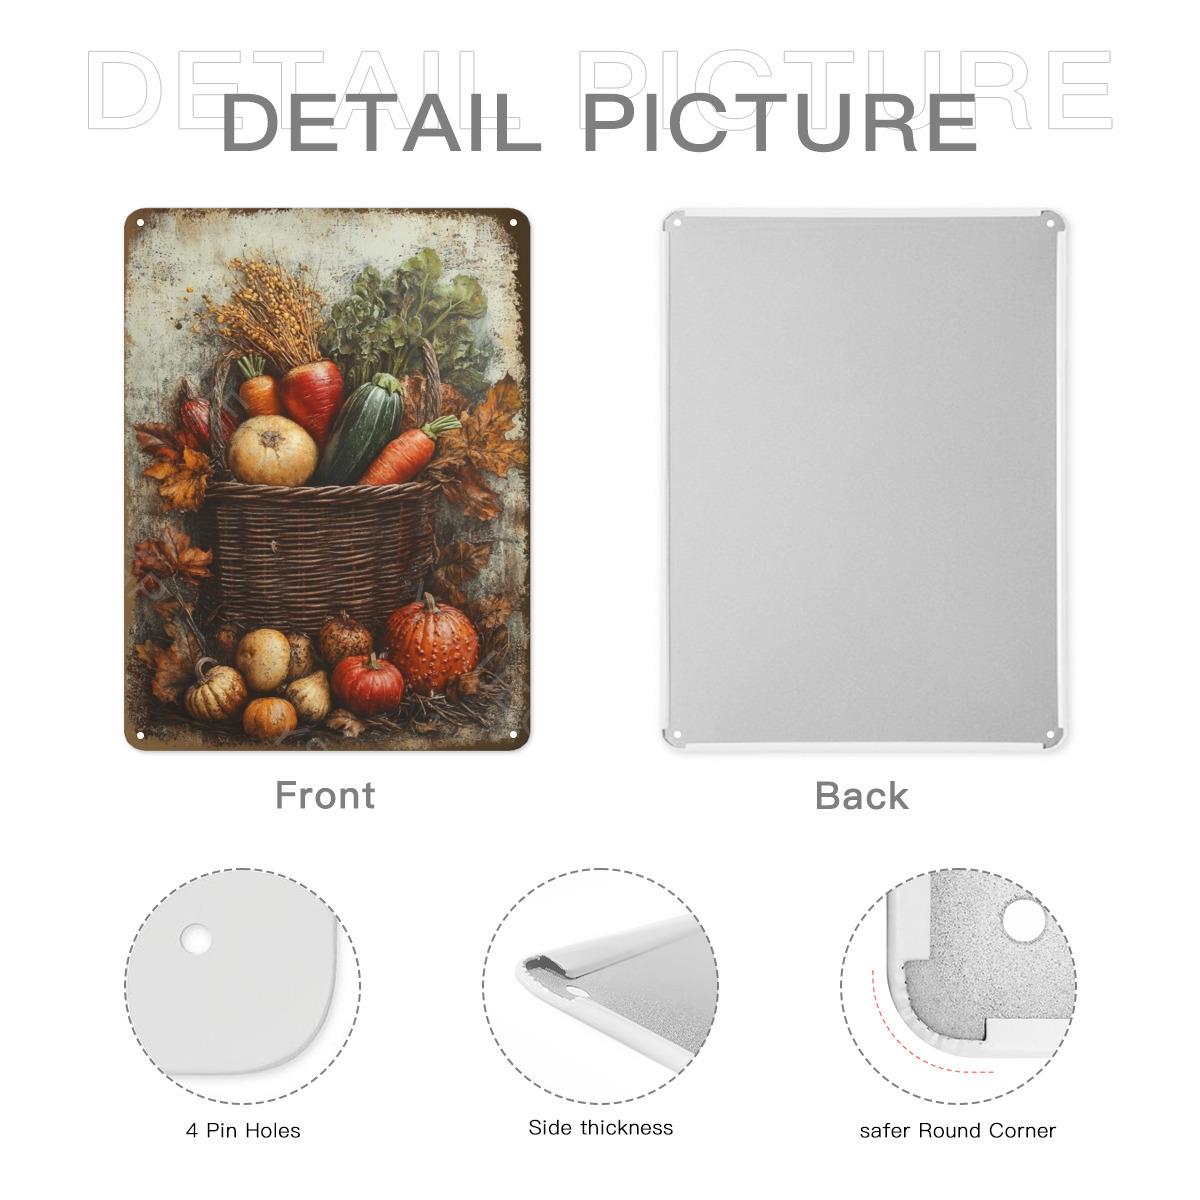 DETAIL PICTURE
DETAIL PICTURE
Front
Back
4 Pin Holes
Side thickness
safer Round Corner